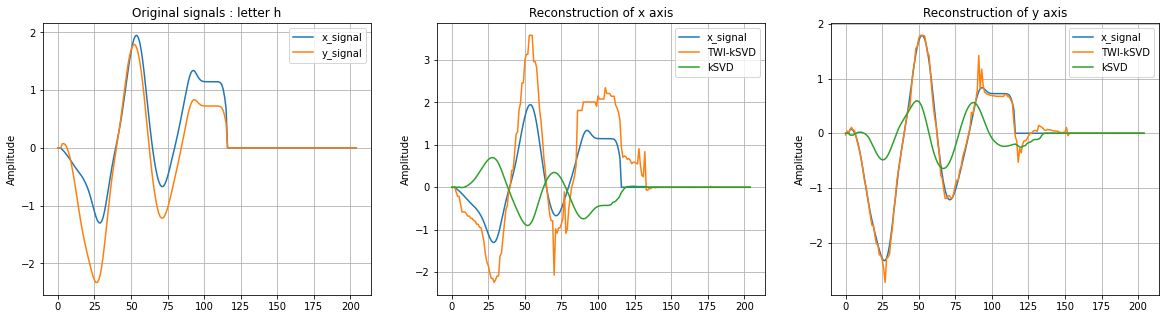 Original signals : letter h
x_signal
y_signal
Amplitude
2
1
0
−1
−2
0 25 50 75 100 125 150 175 200
Reconstruction of x axis
x_signal
TWI-kSVD
kSVD
Amplitude
3
2
1
0
−1
−2
0 25 50 75 100 125 150 175 200
Reconstruction of y axis
x_signal
TWI-kSVD
kSVD
Amplitude
2
1
0
−1
−2
0 25 50 75 100 125 150 175 200